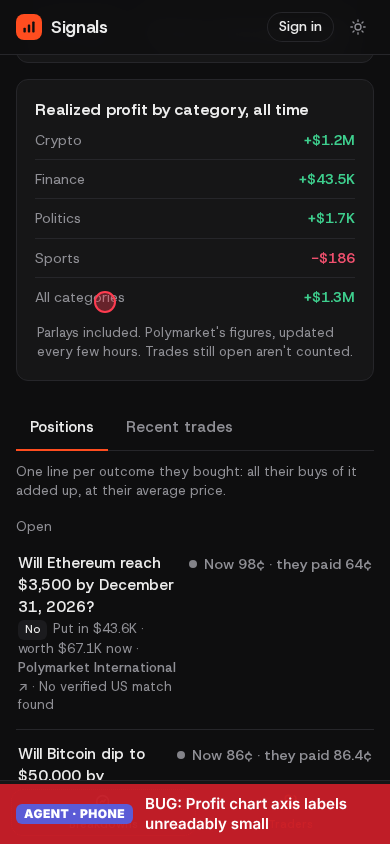 Signals
Sign in
Realized profit by category, all time
Crypto +$1.2M
Finance +$43.5K
Politics +$1.7K
Sports −$186
All categories +$1.3M
Parlays included. Polymarket's figures, updated
every few hours. Trades still open aren't counted.
Positions Recent trades
One line per outcome they bought: all their buys of it
added up, at their average price.
Open
Will Ethereum reach
$3,500 by December
31, 2026?
Now 98¢ · they paid 64¢
No Put in $43.6K ·
worth $67.1K now ·
Polymarket International
↗ · No verified US match
found
Will Bitcoin dip to
$50,000 by
Now 86¢ · they paid 86.4¢
AGENT · PHONE
BUG: Profit chart axis labels
unreadably small